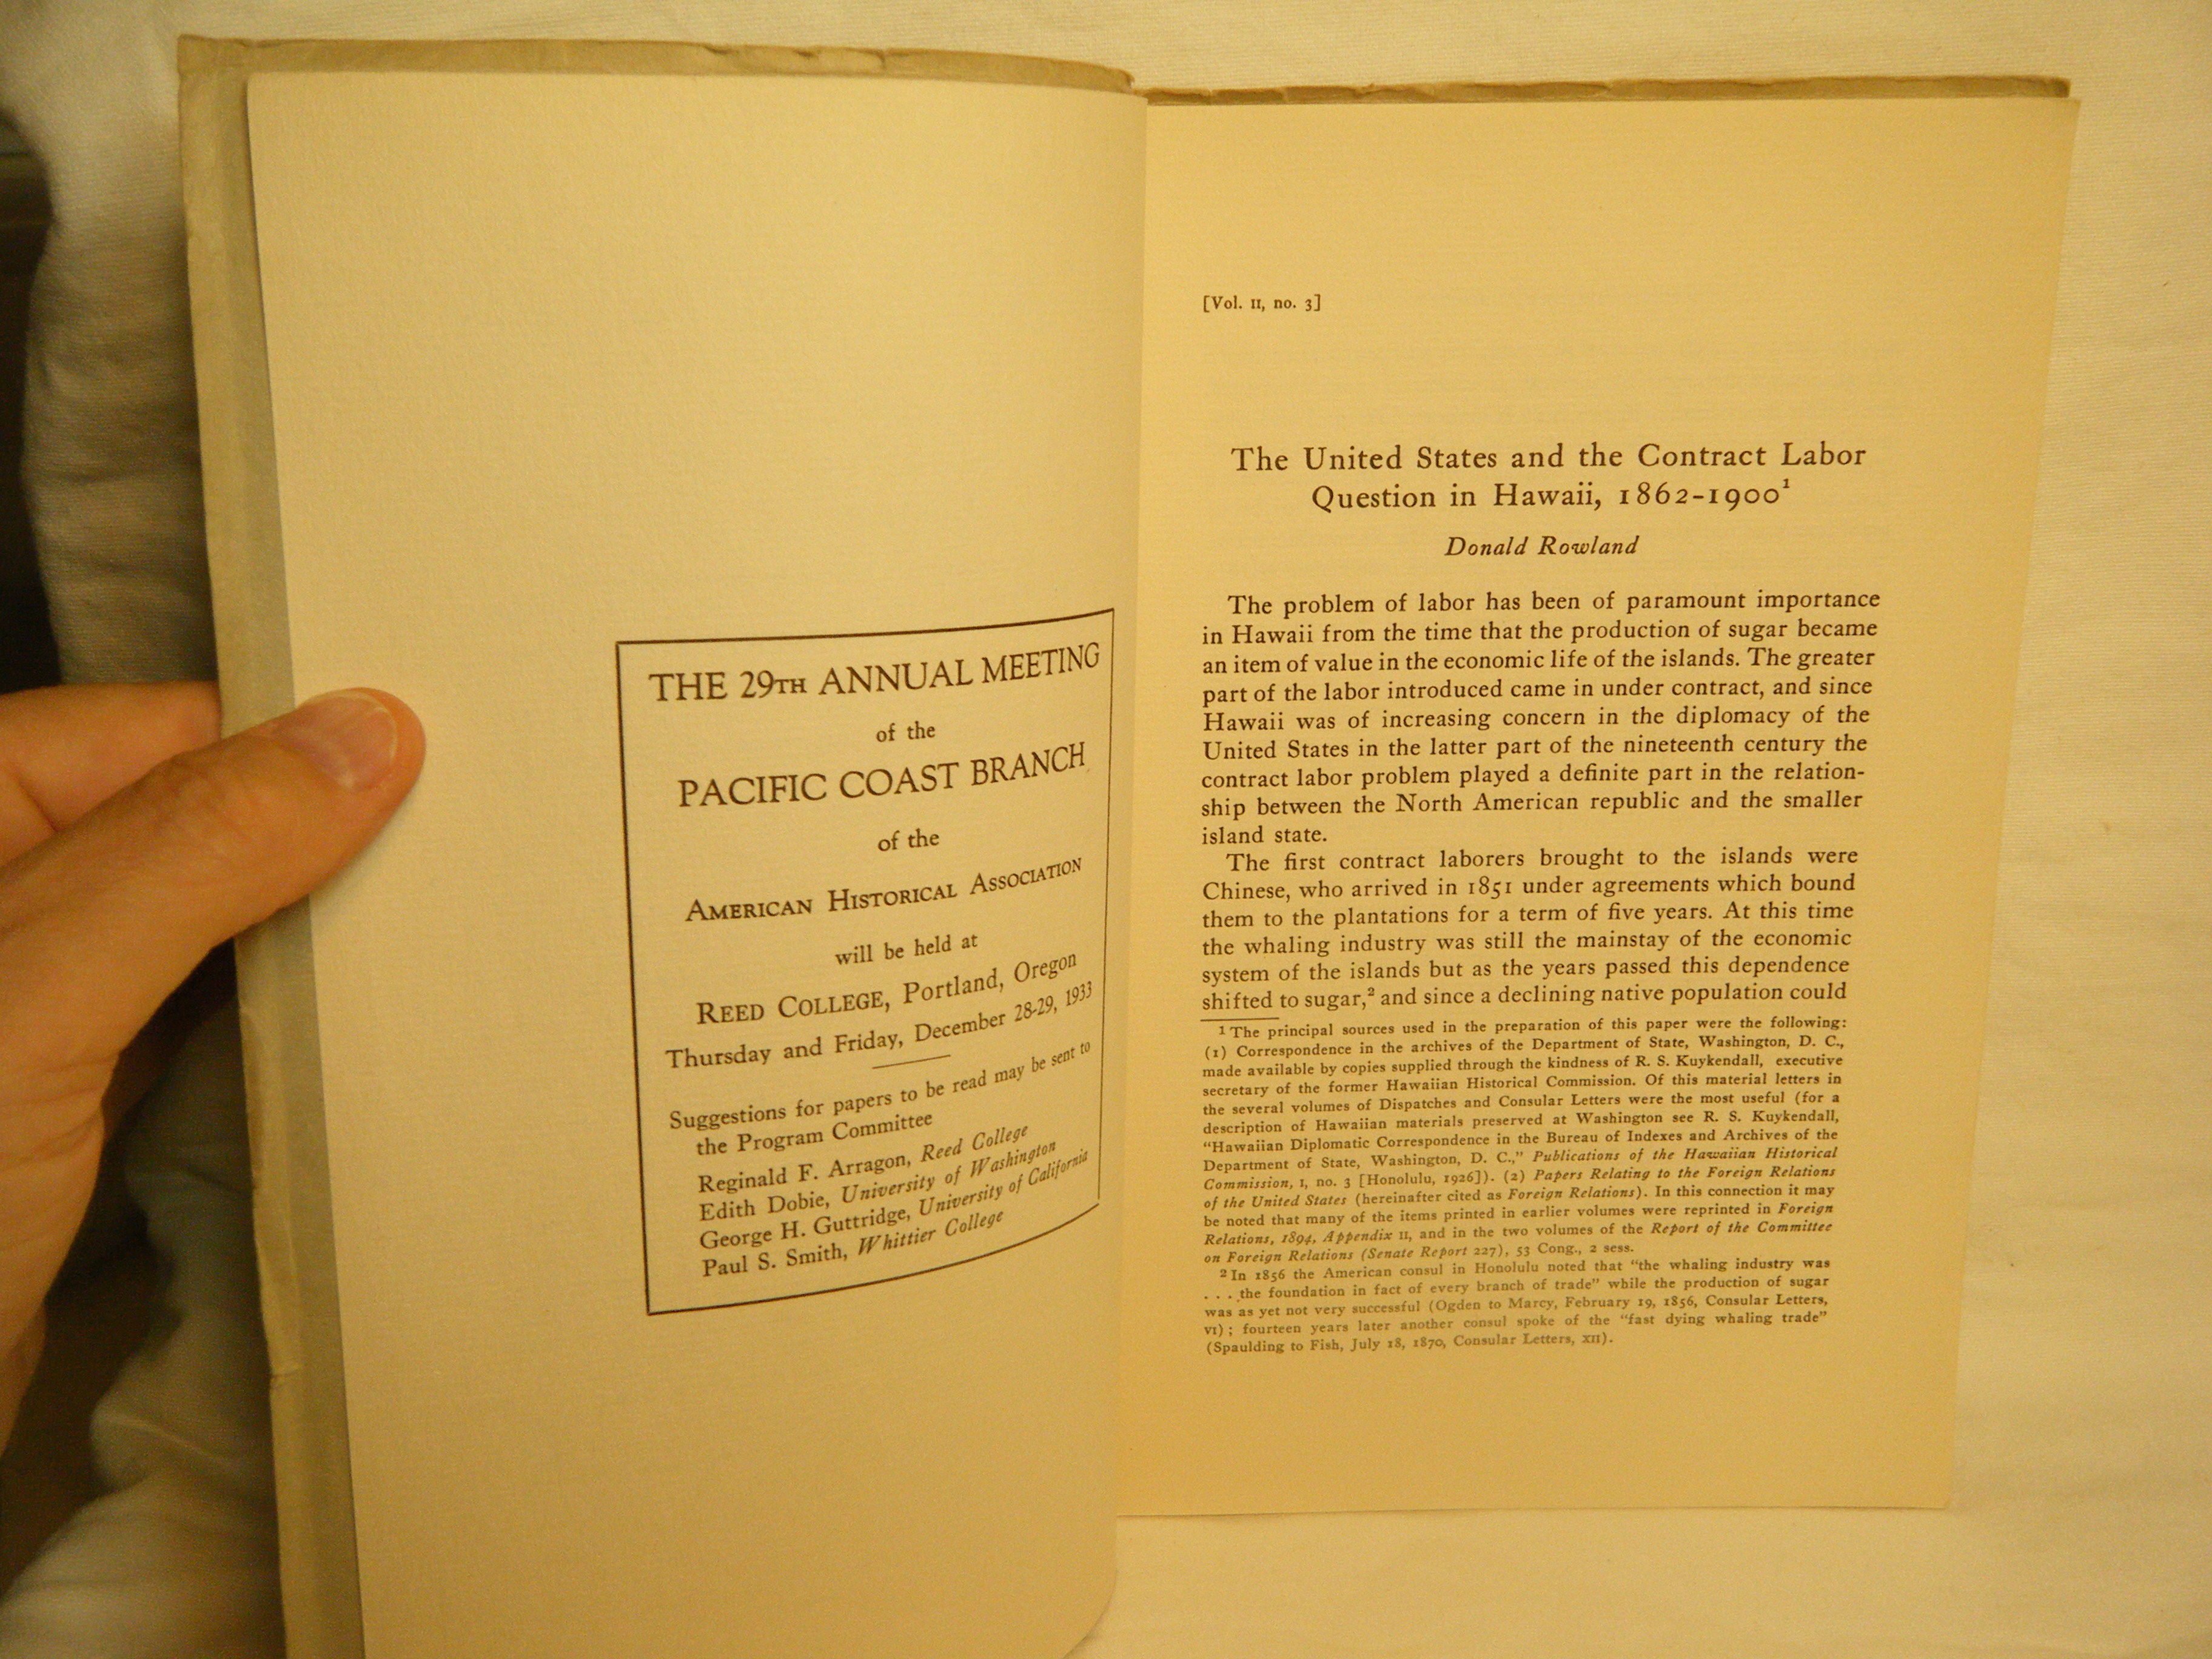 THE 29TH ANNUAL MEETING
of the
PACIFIC COAST BRANCH
of the
AMERICAN HISTORICAL ASSOCIATION
will be held at
REED COLLEGE, Portland, Oregon
Thursday and Friday, December 28-29, 1933
Suggestions for papers to be read may be sent to
the Program Committee
Reginald F. Arragon, Reed College
Edith Dobie, University of Washington
George H. Guttridge, University of California
Paul S. Smith, Whittier College
[Vol. II, no. 3]
The United States and the Contract Labor
Question in Hawaii, 1862-1900¹
Donald Rowland
The problem of labor has been of paramount importance
in Hawaii from the time that the production of sugar became
an item of value in the economic life of the islands. The greater
part of the labor introduced came in under contract, and since
Hawaii was of increasing concern in the diplomacy of the
United States in the latter part of the nineteenth century the
contract labor problem played a definite part in the relation-
ship between the North American republic and the smaller
island state.
The first contract laborers brought to the islands were
Chinese, who arrived in 1851 under agreements which bound
them to the plantations for a term of five years. At this time
the whaling industry was still the mainstay of the economic
system of the islands but as the years passed this dependence
shifted to sugar,² and since a declining native population could
¹ The principal sources used in the preparation of this paper were the following:
(1) Correspondence in the archives of the Department of State, Washington, D. C.,
made available by copies supplied through the kindness of R. S. Kuykendall, executive
secretary of the former Hawaiian Historical Commission. Of this material letters in
the several volumes of Dispatches and Consular Letters were the most useful (for a
description of Hawaiian materials preserved at Washington see R. S. Kuykendall,
"Hawaiian Diplomatic Correspondence in the Bureau of Indexes and Archives of the
Department of State, Washington, D. C.," Publications of the Hawaiian Historical
Commission, I, no. 3 [Honolulu, 1926]). (2) Papers Relating to the Foreign Relations
of the United States (hereinafter cited as Foreign Relations). In this connection it may
be noted that many of the items printed in earlier volumes were reprinted in Foreign
Relations, 1894, Appendix II, and in the two volumes of the Report of the Committee
on Foreign Relations (Senate Report 227), 53 Cong., 2 sess.
² In 1856 the American consul in Honolulu noted that "the whaling industry was
. . . the foundation in fact of every branch of trade" while the production of sugar
was as yet not very successful (Ogden to Marcy, February 19, 1856, Consular Letters,
VI); fourteen years later another consul spoke of the "fast dying whaling trade"
(Spaulding to Fish, July 18, 1870, Consular Letters, XII).